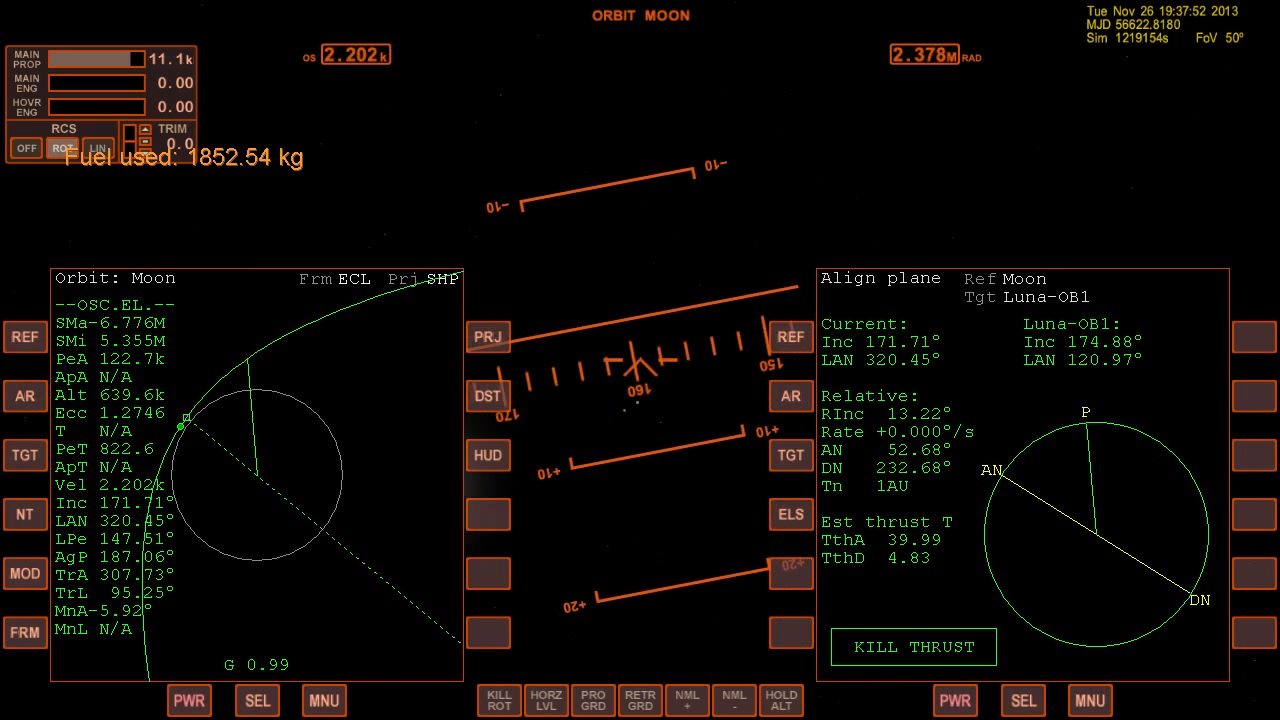 ORBIT MOON
Tue Nov 26 19:37:52 2013
MJD 56622.8180
Sim 1219154s FoV 50°
MAIN PROP 11.1k
MAIN ENG 0.00
HOVR ENG 0.00
RCS
TRIM
OFF ROT LIN 0.0
Fuel used: 1852.54 kg
OS 2.202k
2.378M RAD
-10 -10
170 160 150
+10 +10
+20 +20
Orbit: Moon Frm ECL Prj SHP
--OSC.EL.--
SMa-6.776M
SMi 5.355M
PeA 122.7k
ApA N/A
Alt 639.6k
Ecc 1.2746
T N/A
PeT 822.6
ApT N/A
Vel 2.202k
Inc 171.71°
LAN 320.45°
LPe 147.51°
AgP 187.06°
TrA 307.73°
TrL 95.25°
MnA-5.92°
MnL N/A
G 0.99
REF
AR
TGT
NT
MOD
FRM
PRJ
DST
HUD
PWR SEL MNU
Align plane Ref Moon
Tgt Luna-OB1
Current: Luna-OB1:
Inc 171.71° Inc 174.88°
LAN 320.45° LAN 120.97°
Relative:
RInc 13.22°
Rate +0.000°/s
AN 52.68°
DN 232.68°
Tn 1AU
Est thrust T
TthA 39.99
TthD 4.83
KILL THRUST
P
AN
DN
REF
AR
TGT
ELS
KILL ROT
HORZ LVL
PRO GRD
RETR GRD
NML +
NML -
HOLD ALT
PWR SEL MNU